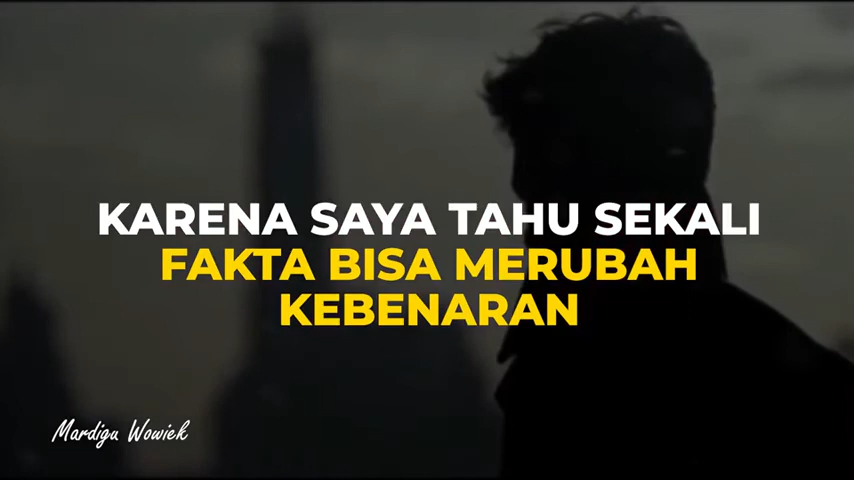 KARENA SAYA TAHU SEKALI
FAKTA BISA MERUBAH
KEBENARAN
Mardigu Wowiek